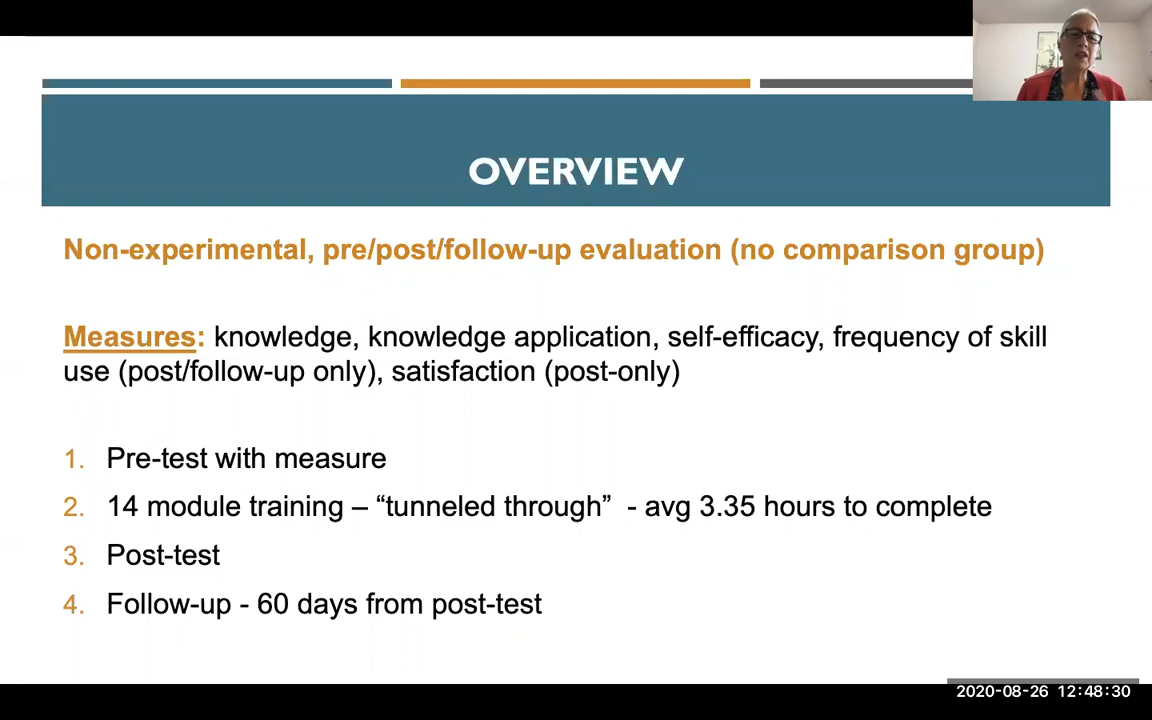 OVERVIEW
Non-experimental, pre/post/follow-up evaluation (no comparison group)
Measures: knowledge, knowledge application, self-efficacy, frequency of skill
use (post/follow-up only), satisfaction (post-only)
1. Pre-test with measure
2. 14 module training – “tunneled through”  - avg 3.35 hours to complete
3. Post-test
4. Follow-up - 60 days from post-test
2020-08-26 12:48:30